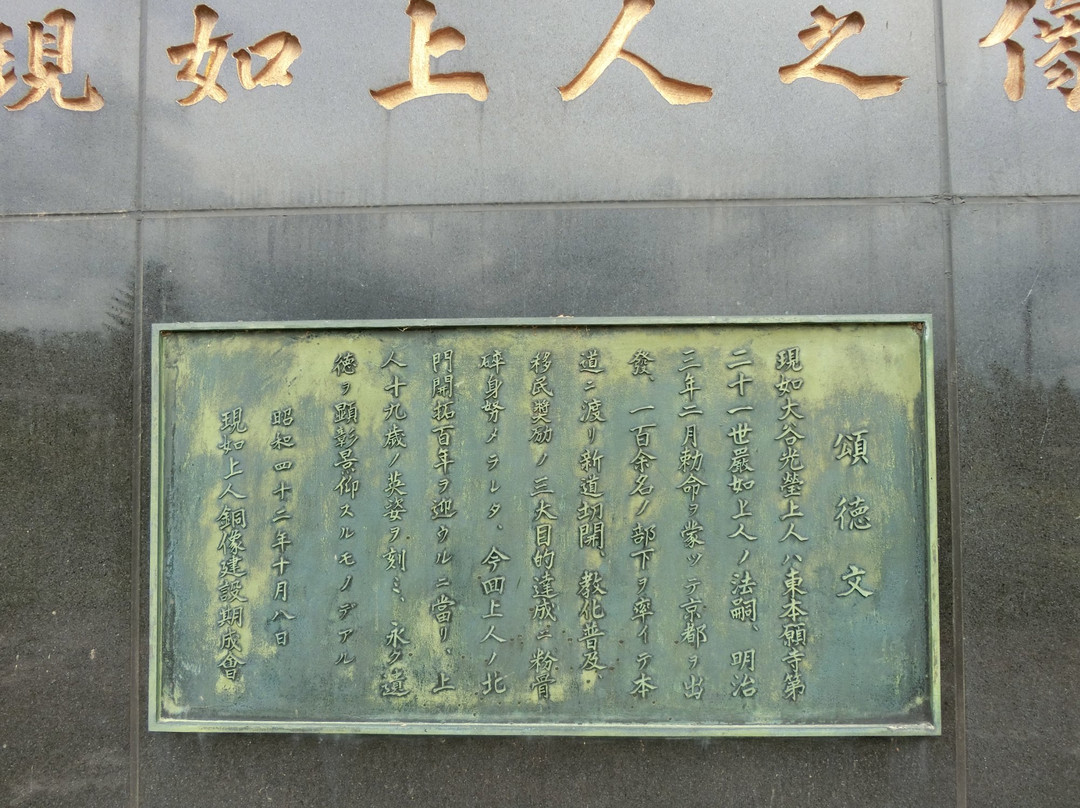 現如上人之像
頌徳文
現如大谷光瑩上人ハ東本願寺第
二十一世嚴如上人ノ法嗣、明治
三年二月勅命ヲ蒙ツテ京都ヲ出
發、一百余名ノ部下ヲ率イテ本
道ニ渡リ新道切開、教化普及、
移民奨励ノ三大目的達成ニ粉骨
砕身努メラレタ、今回上人ノ北
門開拓百年ヲ迎ウルニ當リ、上
人十九歳ノ英姿ヲ刻ミ、永ク遺
徳ヲ顕彰景仰スルモノデアル
昭和四十二年十月八日
現如上人銅像建設期成會